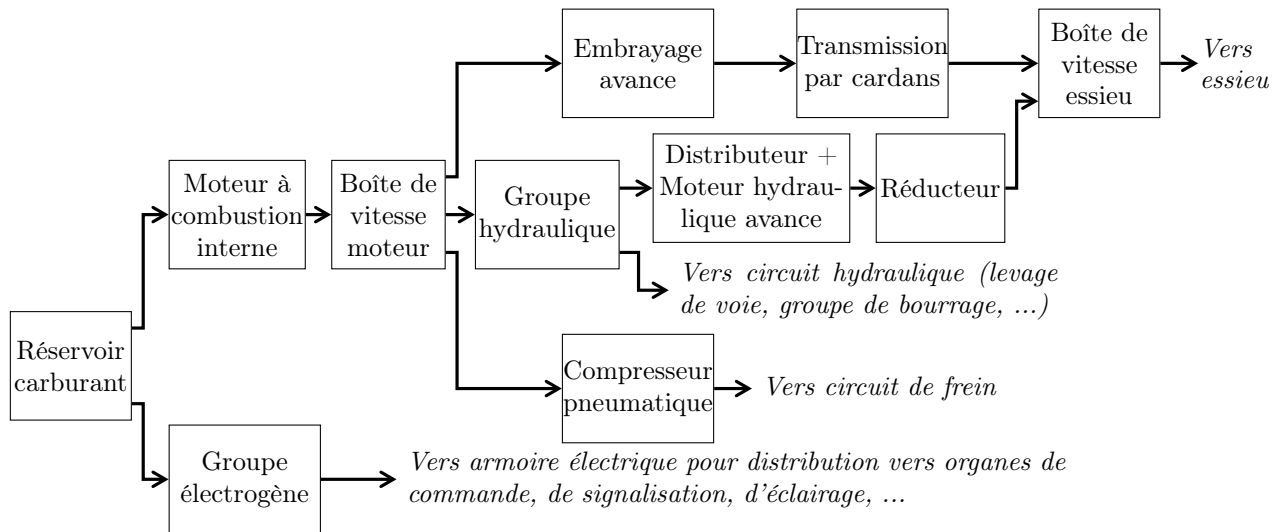 Embrayage
avance
Transmission
par cardans
Boîte de
vitesse
essieu
Vers
essieu
Moteur à
combustion
interne
Boîte de
vitesse
moteur
Groupe
hydraulique
Distributeur +
Moteur hydrau-
lique avance
Réducteur
Vers circuit hydraulique (levage
de voie, groupe de bourrage, ...)
Réservoir
carburant
Compresseur
pneumatique
Vers circuit de frein
Groupe
électrogène
Vers armoire électrique pour distribution vers organes de
commande, de signalisation, d'éclairage, ...